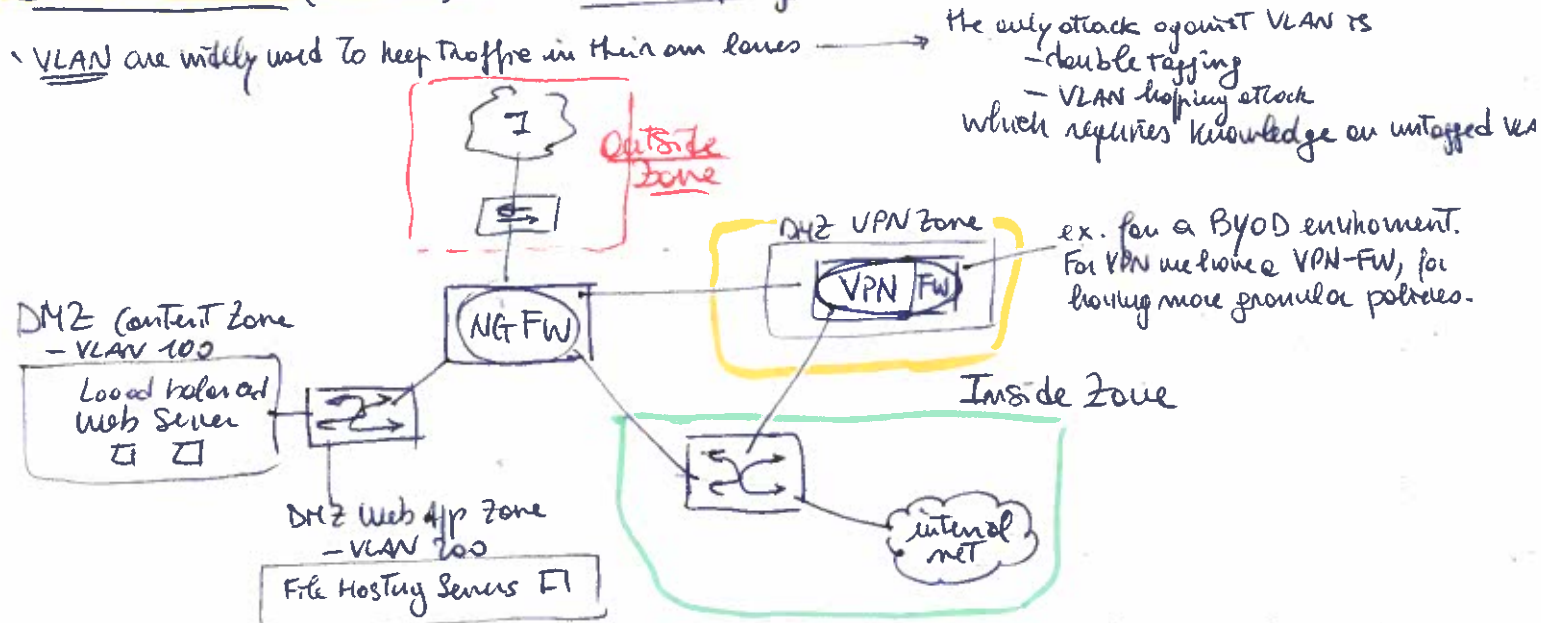 VLAN are widely used to keep traffic in their own lanes
the only attack against VLAN is
- double tagging
- VLAN hopping attack
which requires knowledge on untagged VLA
I
Outside
Zone
DMZ VPN Zone
VPN FW
ex. for a BYOD enviroment.
For VPN we have a VPN-FW, for
having more granular policies.
NGFW
DMZ Content Zone
- VLAN 100
Load balanced
Web Server
Inside Zone
internal
net
DMZ Web App Zone
- VLAN 200
File Hosting Servers